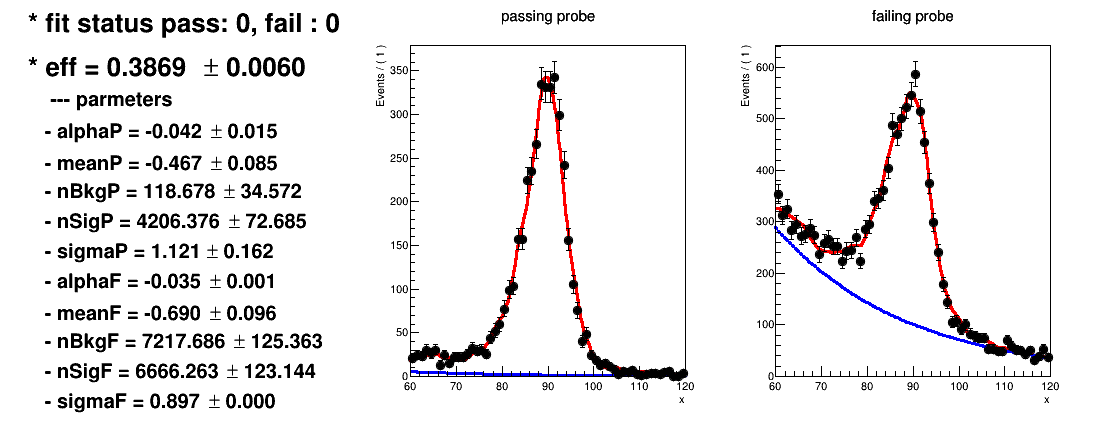 * fit status pass: 0, fail : 0
* eff = 0.3869 ± 0.0060
--- parmeters
- alphaP = -0.042 ± 0.015
- meanP = -0.467 ± 0.085
- nBkgP = 118.678 ± 34.572
- nSigP = 4206.376 ± 72.685
- sigmaP = 1.121 ± 0.162
- alphaF = -0.035 ± 0.001
- meanF = -0.690 ± 0.096
- nBkgF = 7217.686 ± 125.363
- nSigF = 6666.263 ± 123.144
- sigmaF = 0.897 ± 0.000
passing probe
Events / ( 1 )
350
300
250
200
150
100
50
0
60 70 80 90 100 110 120
x
failing probe
Events / ( 1 )
600
500
400
300
200
100
0
60 70 80 90 100 110 120
x